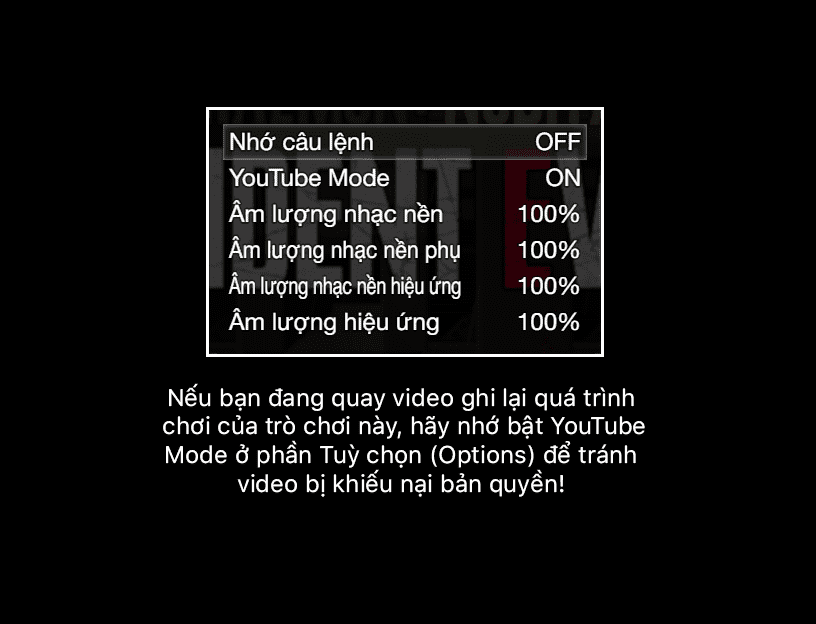 Nhớ câu lệnh OFF
YouTube Mode ON
Âm lượng nhạc nền 100%
Âm lượng nhạc nền phụ 100%
Âm lượng nhạc nền hiệu ứng 100%
Âm lượng hiệu ứng 100%
Nếu bạn đang quay video ghi lại quá trình
chơi của trò chơi này, hãy nhớ bật YouTube
Mode ở phần Tuỳ chọn (Options) để tránh
video bị khiếu nại bản quyền!